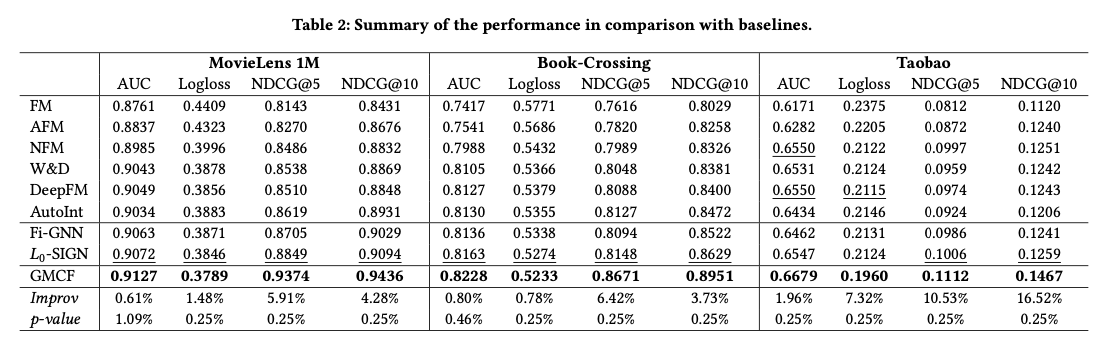 Table 2: Summary of the performance in comparison with baselines.
MovieLens 1M Book-Crossing Taobao
AUC Logloss NDCG@5 NDCG@10 AUC Logloss NDCG@5 NDCG@10 AUC Logloss NDCG@5 NDCG@10
FM 0.8761 0.4409 0.8143 0.8431 0.7417 0.5771 0.7616 0.8029 0.6171 0.2375 0.0812 0.1120
AFM 0.8837 0.4323 0.8270 0.8676 0.7541 0.5686 0.7820 0.8258 0.6282 0.2205 0.0872 0.1240
NFM 0.8985 0.3996 0.8486 0.8832 0.7988 0.5432 0.7989 0.8326 0.6550 0.2122 0.0997 0.1251
W&D 0.9043 0.3878 0.8538 0.8869 0.8105 0.5366 0.8048 0.8381 0.6531 0.2124 0.0959 0.1242
DeepFM 0.9049 0.3856 0.8510 0.8848 0.8127 0.5379 0.8088 0.8400 0.6550 0.2115 0.0974 0.1243
AutoInt 0.9034 0.3883 0.8619 0.8931 0.8130 0.5355 0.8127 0.8472 0.6434 0.2146 0.0924 0.1206
Fi-GNN 0.9063 0.3871 0.8705 0.9029 0.8136 0.5338 0.8094 0.8522 0.6462 0.2131 0.0986 0.1241
L₀-SIGN 0.9072 0.3846 0.8849 0.9094 0.8163 0.5274 0.8148 0.8629 0.6547 0.2124 0.1006 0.1259
GMCF 0.9127 0.3789 0.9374 0.9436 0.8228 0.5233 0.8671 0.8951 0.6679 0.1960 0.1112 0.1467
Improv 0.61% 1.48% 5.91% 4.28% 0.80% 0.78% 6.42% 3.73% 1.96% 7.32% 10.53% 16.52%
p-value 1.09% 0.25% 0.25% 0.25% 0.46% 0.25% 0.25% 0.25% 0.25% 0.25% 0.25% 0.25%